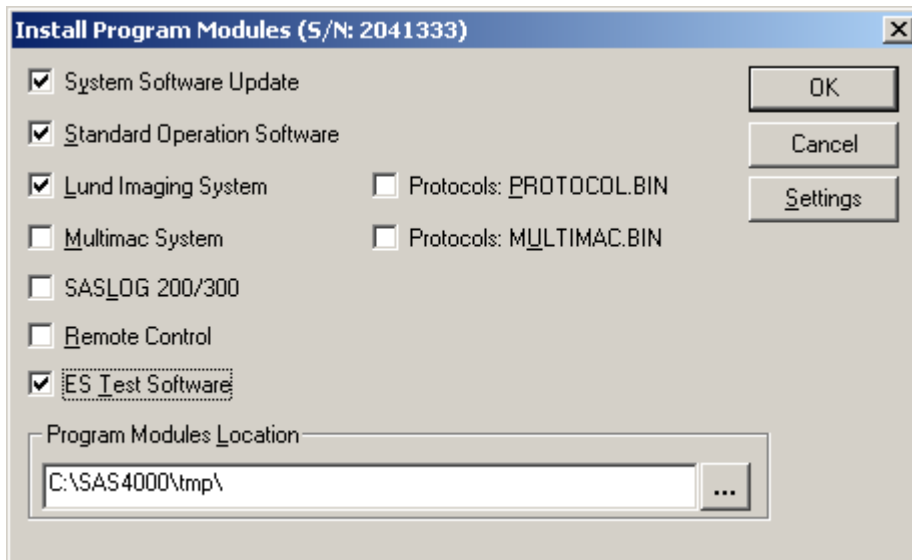 Install Program Modules (S/N: 2041333)
System Software Update
OK
Standard Operation Software
Cancel
Lund Imaging System
Protocols: PROTOCOL.BIN
Settings
Multimac System
Protocols: MULTIMAC.BIN
SASLOG 200/300
Remote Control
ES Test Software
Program Modules Location
C:\SAS4000\tmp\
...